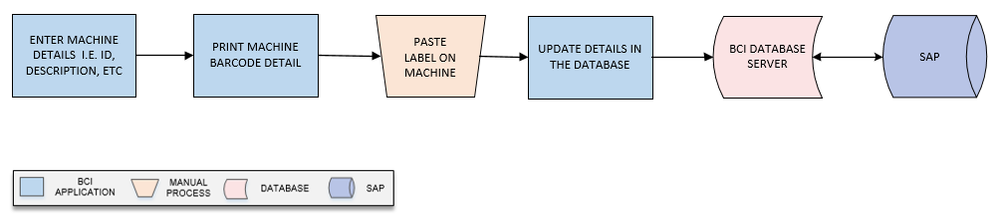 ENTER MACHINE
DETAILS I.E. ID,
DESCRIPTION, ETC
PRINT MACHINE
BARCODE DETAIL
PASTE
LABEL ON
MACHINE
UPDATE DETAILS IN
THE DATABASE
BCI DATABASE
SERVER
SAP
BCI
APPLICATION
MANUAL
PROCESS
DATABASE
SAP